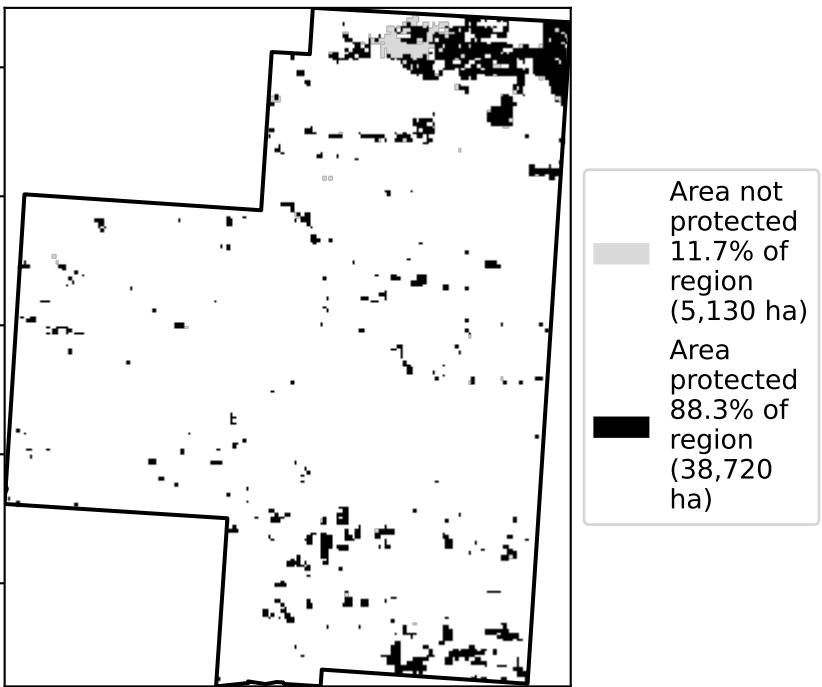 Area not
protected
11.7% of
region
(5,130 ha)
Area
protected
88.3% of
region
(38,720
ha)